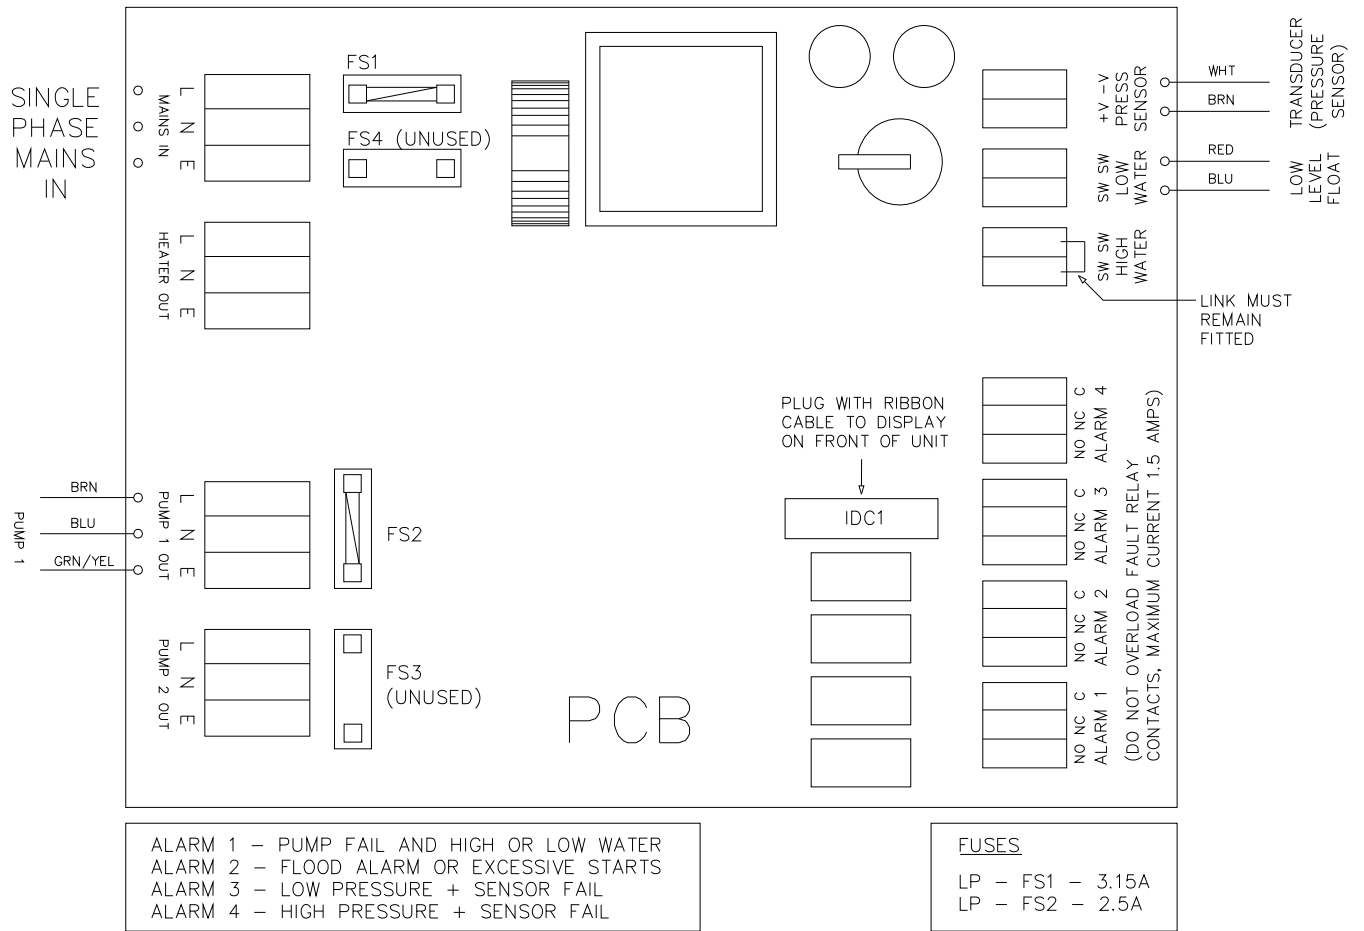 SINGLE
PHASE
MAINS
IN
L
N
E
MAINS IN
FS1
FS4 (UNUSED)
L
N
E
HEATER OUT
BRN
BLU
GRN/YEL
PUMP 1
L
N
E
PUMP 1 OUT
FS2
L
N
E
PUMP 2 OUT
FS3
(UNUSED)
PCB
+V -V
PRESS
SENSOR
WHT
BRN
TRANSDUCER
(PRESSURE
SENSOR)
SW SW
LOW
WATER
RED
BLU
LOW
LEVEL
FLOAT
SW SW
HIGH
WATER
LINK MUST
REMAIN
FITTED
PLUG WITH RIBBON
CABLE TO DISPLAY
ON FRONT OF UNIT
IDC1
NO NC C
ALARM 4
NO NC C
ALARM 3
NO NC C
ALARM 2
NO NC C
ALARM 1
(DO NOT OVERLOAD FAULT RELAY
CONTACTS, MAXIMUM CURRENT 1.5 AMPS)
ALARM 1 – PUMP FAIL AND HIGH OR LOW WATER
ALARM 2 – FLOOD ALARM OR EXCESSIVE STARTS
ALARM 3 – LOW PRESSURE + SENSOR FAIL
ALARM 4 – HIGH PRESSURE + SENSOR FAIL
FUSES
LP – FS1 – 3.15A
LP – FS2 – 2.5A